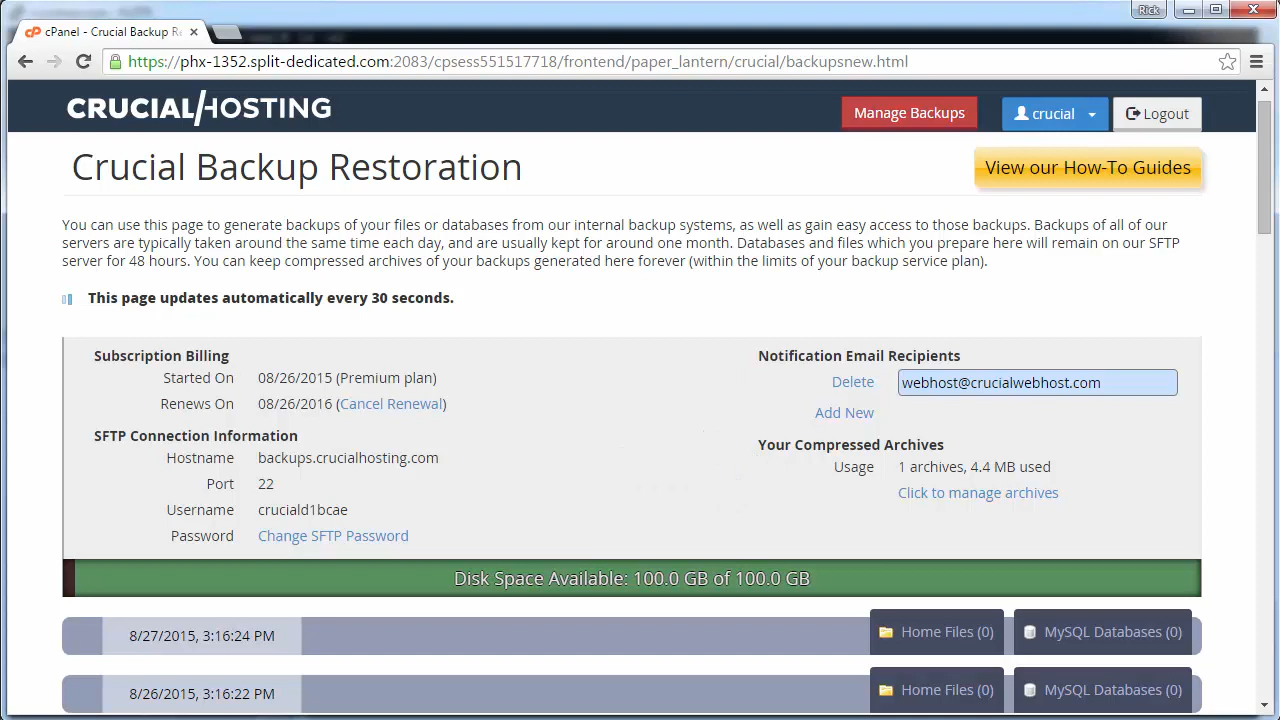 Rick
cPanel - Crucial Backup Re
https://phx-1352.split-dedicated.com:2083/cpsess551517718/frontend/paper_lantern/crucial/backupsnew.html
CRUCIAL/HOSTING
Manage Backups
crucial
Logout
Crucial Backup Restoration
View our How-To Guides
You can use this page to generate backups of your files or databases from our internal backup systems, as well as gain easy access to those backups. Backups of all of our
servers are typically taken around the same time each day, and are usually kept for around one month. Databases and files which you prepare here will remain on our SFTP
server for 48 hours. You can keep compressed archives of your backups generated here forever (within the limits of your backup service plan).
This page updates automatically every 30 seconds.
Subscription Billing
Started On 08/26/2015 (Premium plan)
Renews On 08/26/2016 (Cancel Renewal)
SFTP Connection Information
Hostname backups.crucialhosting.com
Port 22
Username cruciald1bcae
Password Change SFTP Password
Notification Email Recipients
Delete webhost@crucialwebhost.com
Add New
Your Compressed Archives
Usage 1 archives, 4.4 MB used
Click to manage archives
Disk Space Available: 100.0 GB of 100.0 GB
8/27/2015, 3:16:24 PM Home Files (0) MySQL Databases (0)
8/26/2015, 3:16:22 PM Home Files (0) MySQL Databases (0)